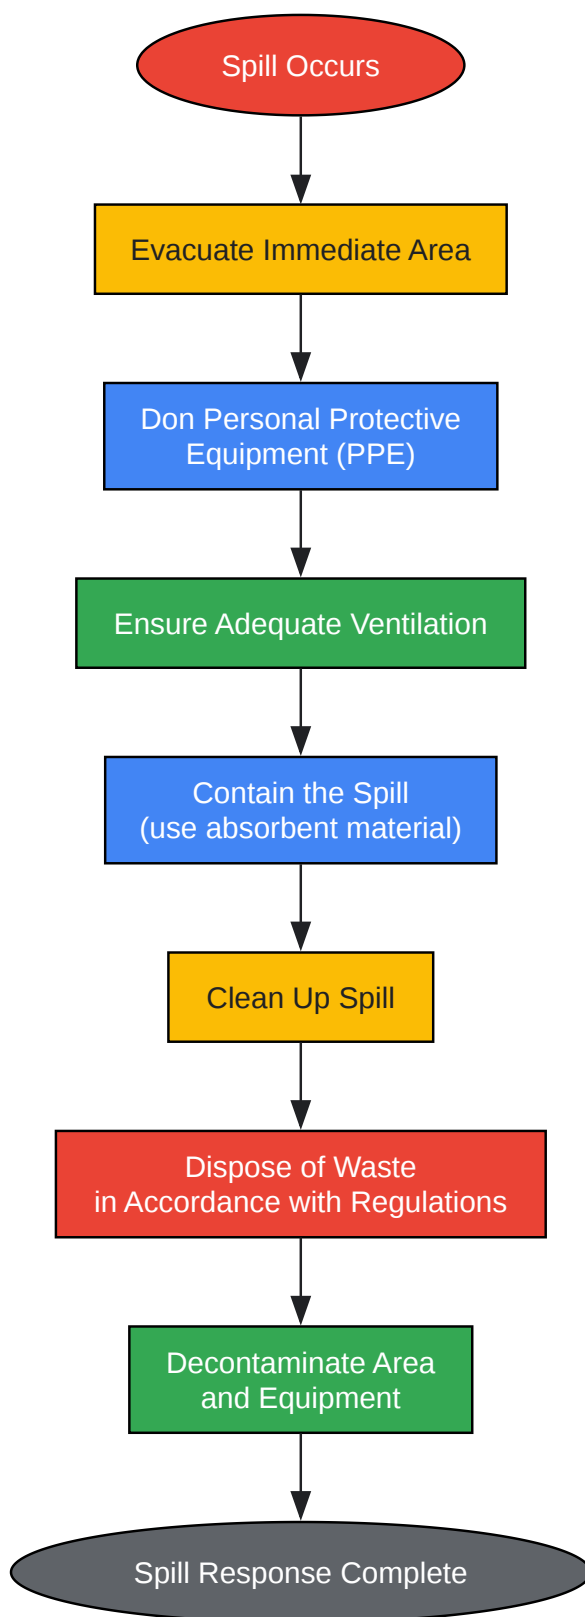 Spill Occurs
Evacuate Immediate Area
Don Personal Protective
Equipment (PPE)
Ensure Adequate Ventilation
Contain the Spill
(use absorbent material)
Clean Up Spill
Dispose of Waste
in Accordance with Regulations
Decontaminate Area
and Equipment
Spill Response Complete